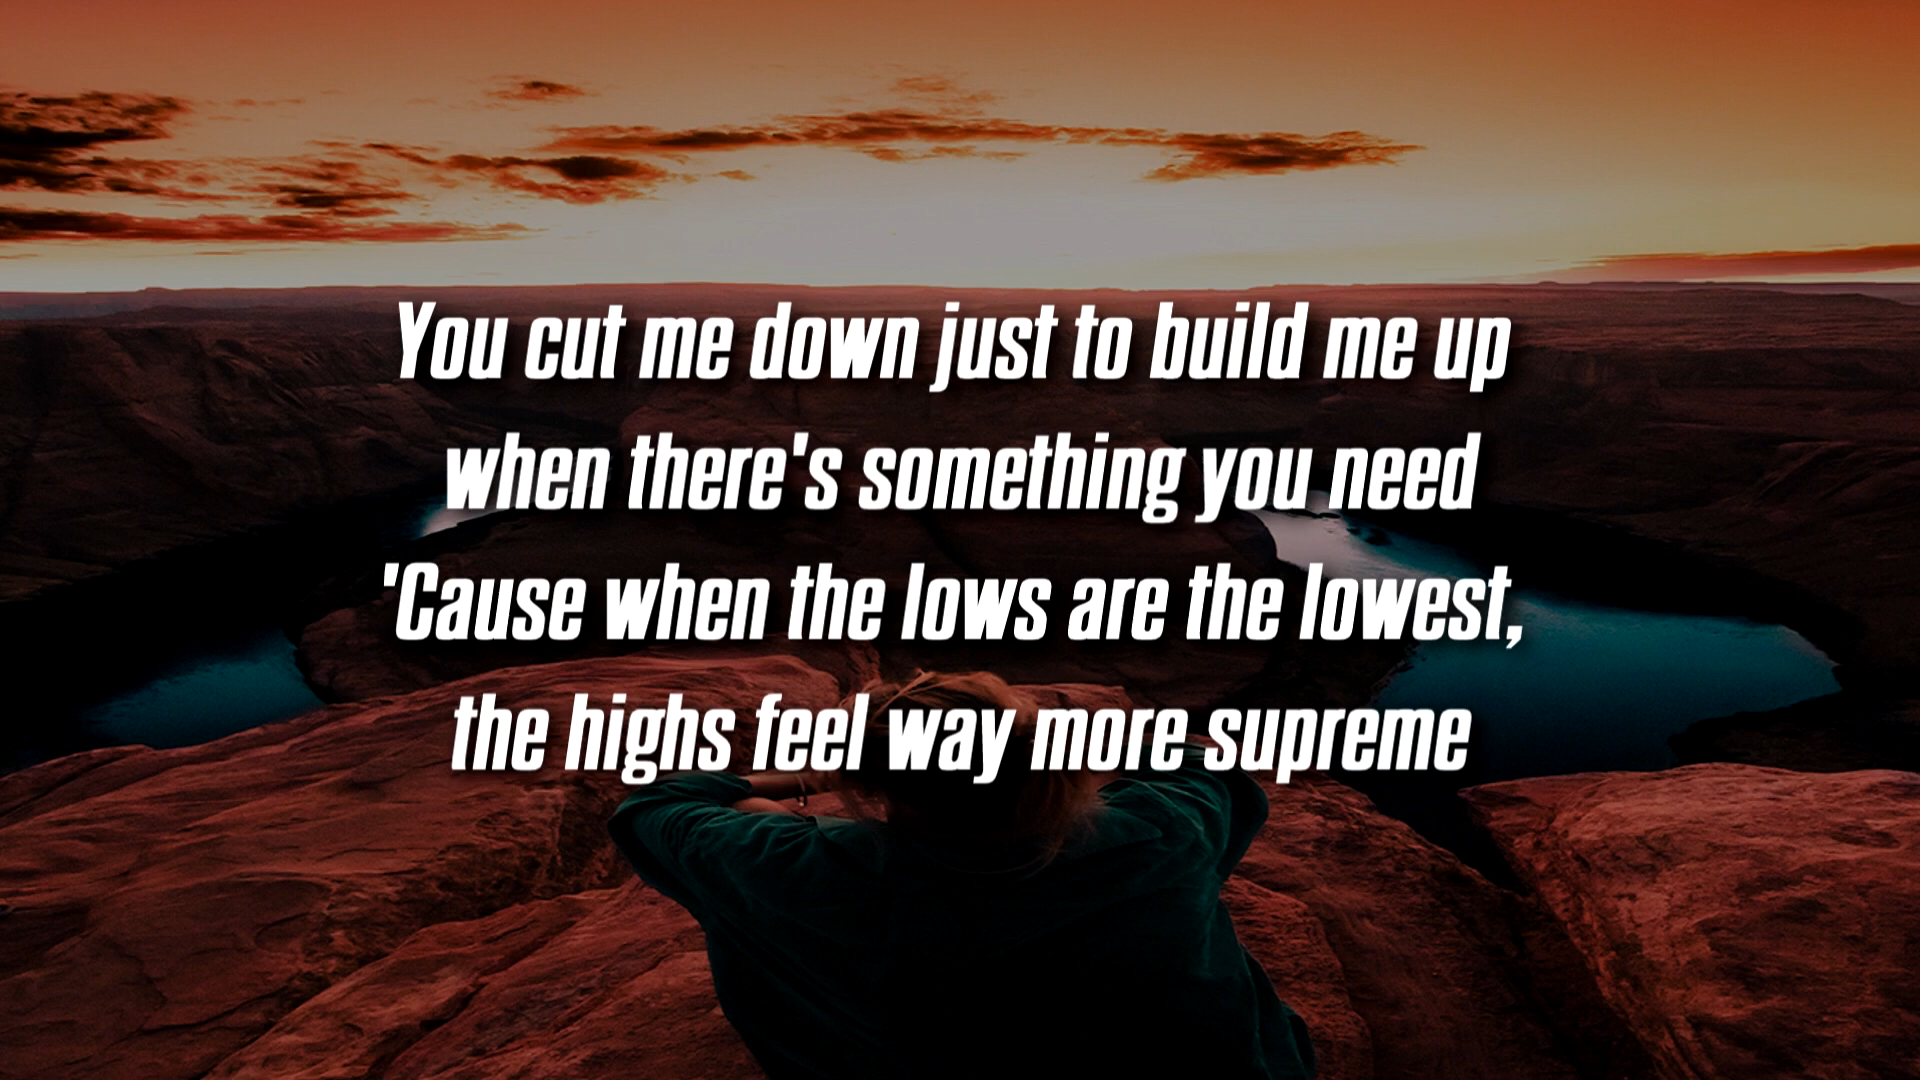 You cut me down just to build me up
when there's something you need
'Cause when the lows are the lowest,
the highs feel way more supreme